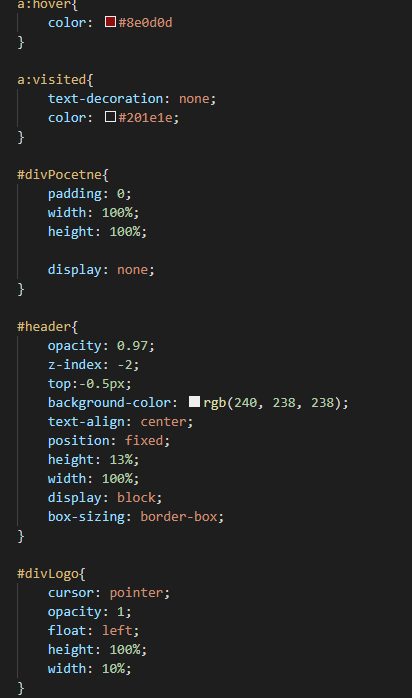 a:hover{
    color: #8e0d0d
}

a:visited{
    text-decoration: none;
    color: #201e1e;
}

#divPocetne{
    padding: 0;
    width: 100%;
    height: 100%;

    display: none;
}

#header{
    opacity: 0.97;
    z-index: -2;
    top:-0.5px;
    background-color: rgb(240, 238, 238);
    text-align: center;
    position: fixed;
    height: 13%;
    width: 100%;
    display: block;
    box-sizing: border-box;
}

#divLogo{
    cursor: pointer;
    opacity: 1;
    float: left;
    height: 100%;
    width: 10%;
}